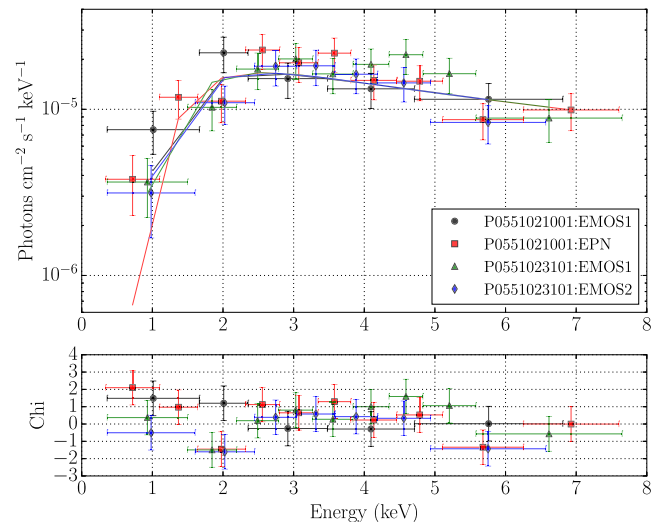 Photons cm⁻² s⁻¹ keV⁻¹
10⁻⁵
10⁻⁶
P0551021001:EMOS1
P0551021001:EPN
P0551023101:EMOS1
P0551023101:EMOS2
0 1 2 3 4 5 6 7 8
Chi
4
3
2
1
0
−1
−2
−3
0 1 2 3 4 5 6 7 8
Energy (keV)